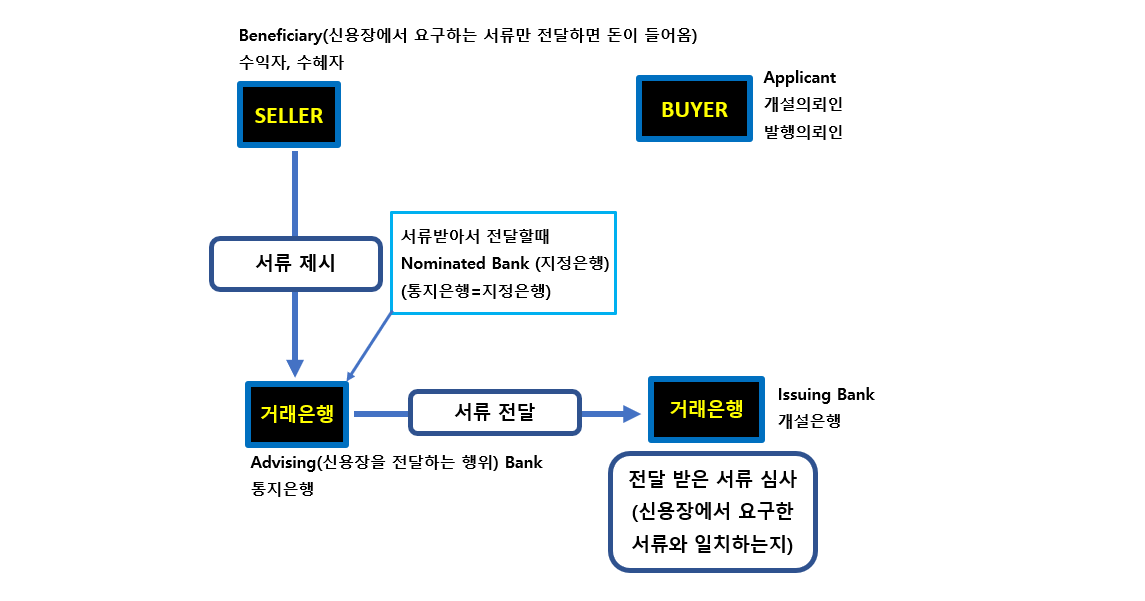 Beneficiary(신용장에서 요구하는 서류만 전달하면 돈이 들어옴)
수익자, 수혜자
SELLER
BUYER
Applicant
개설의뢰인
발행의뢰인
서류 제시
서류받아서 전달할때
Nominated Bank (지정은행)
(통지은행=지정은행)
거래은행
서류 전달
거래은행
Issuing Bank
개설은행
Advising(신용장을 전달하는 행위) Bank
통지은행
전달 받은 서류 심사
(신용장에서 요구한
서류와 일치하는지)